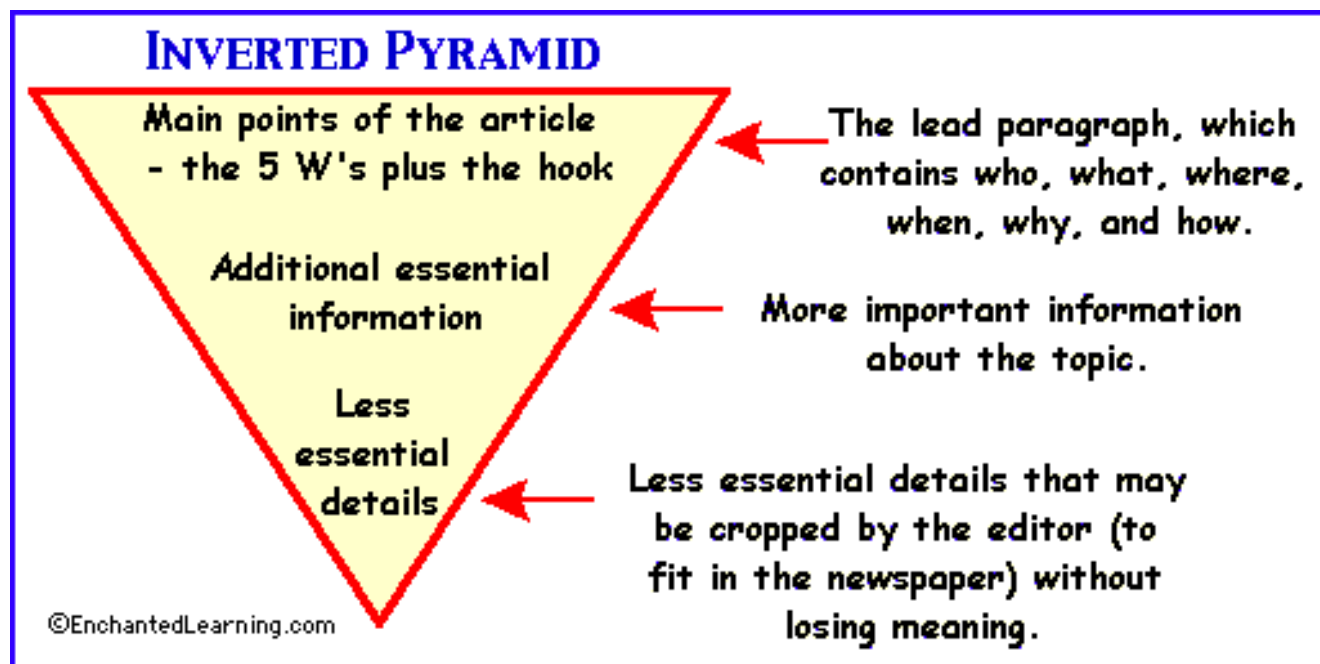 INVERTED PYRAMID
Main points of the article
- the 5 W's plus the hook
The lead paragraph, which
contains who, what, where,
when, why, and how.
Additional essential
information
More important information
about the topic.
Less
essential
details
Less essential details that may
be cropped by the editor (to
fit in the newspaper) without
losing meaning.
©EnchantedLearning.com